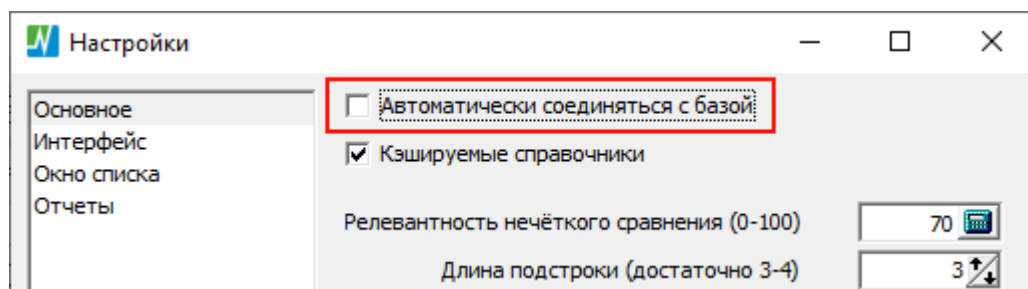 Настройки
Основное
Интерфейс
Окно списка
Отчеты
Автоматически соединяться с базой
Кэшируемые справочники
Релевантность нечёткого сравнения (0-100) 70
Длина подстроки (достаточно 3-4) 3